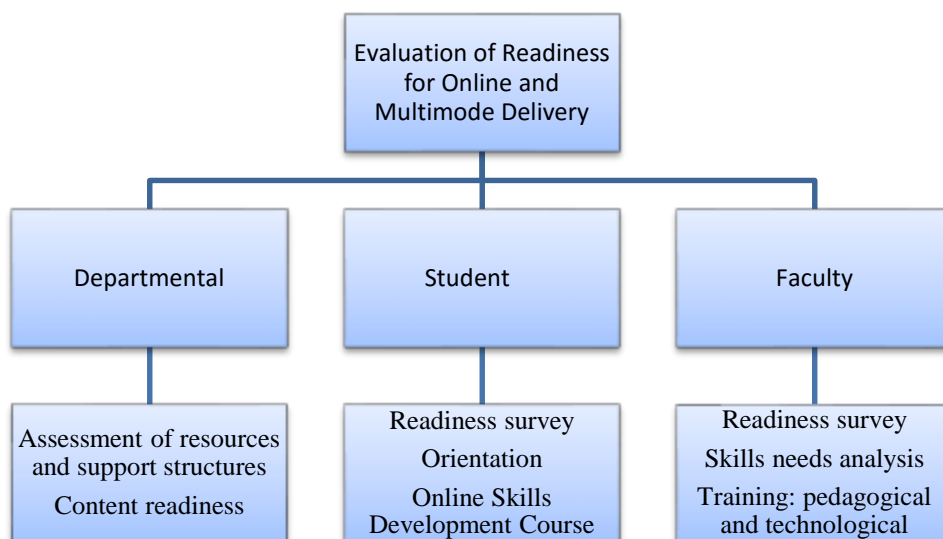 Evaluation of Readiness
for Online and
Multimode Delivery
Departmental
Student
Faculty
Assessment of resources
and support structures
Content readiness
Readiness survey
Orientation
Online Skills
Development Course
Readiness survey
Skills needs analysis
Training: pedagogical
and technological